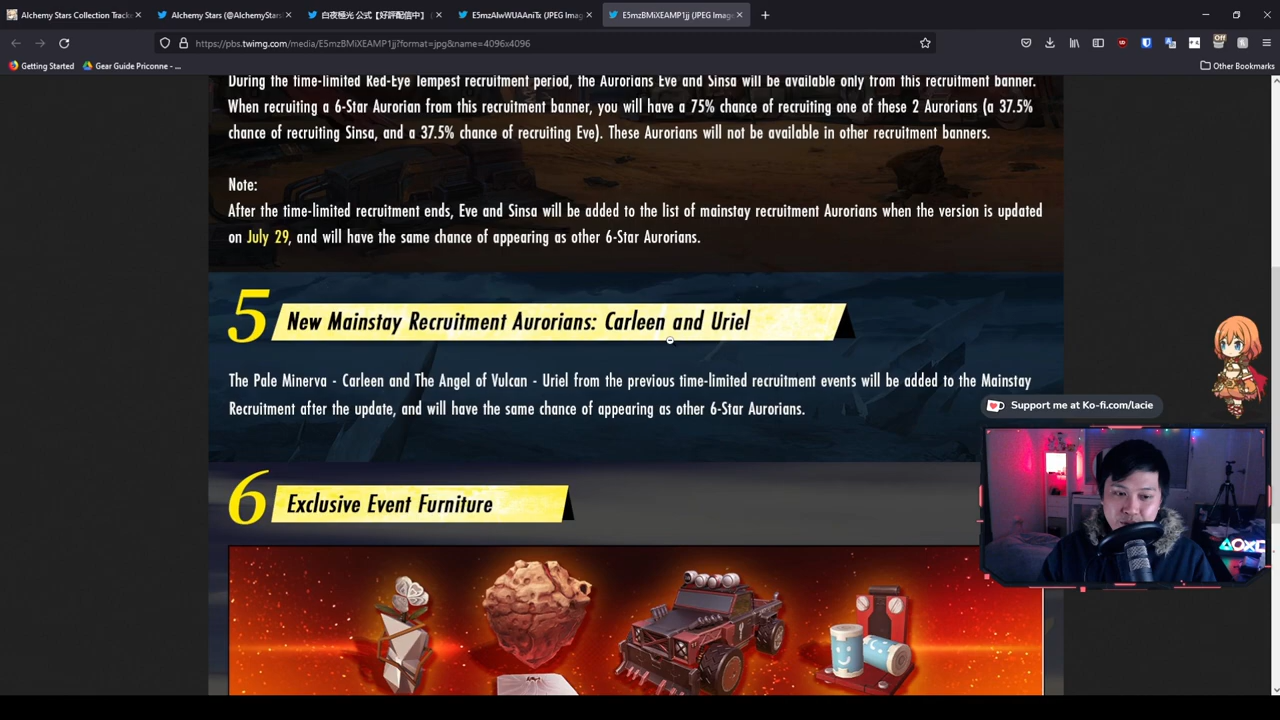 Alchemy Stars Collection Track
Alchemy Stars (@AlchemyStars
白夜極光 公式【好評配信中】 (
E5mzAlwWUAAniTx (JPEG Imag
E5mzBMiXEAMP1jj (JPEG Image
https://pbs.twimg.com/media/E5mzBMiXEAMP1jj?format=jpg&name=4096x4096
Off
Getting Started
Gear Guide Priconne - ...
Other Bookmarks
During the time-limited Red-Eye Tempest recruitment period, the Aurorians Eve and Sinsa will be available only from this recruitment banner.
When recruiting a 6-Star Aurorian from this recruitment banner, you will have a 75% chance of recruiting one of these 2 Aurorians (a 37.5%
chance of recruiting Sinsa, and a 37.5% chance of recruiting Eve). These Aurorians will not be available in other recruitment banners.
Note:
After the time-limited recruitment ends, Eve and Sinsa will be added to the list of mainstay recruitment Aurorians when the version is updated
on July 29, and will have the same chance of appearing as other 6-Star Aurorians.
5 New Mainstay Recruitment Aurorians: Carleen and Uriel
The Pale Minerva - Carleen and The Angel of Vulcan - Uriel from the previous time-limited recruitment events will be added to the Mainstay
Recruitment after the update, and will have the same chance of appearing as other 6-Star Aurorians.
Support me at Ko-fi.com/lacie
6 Exclusive Event Furniture